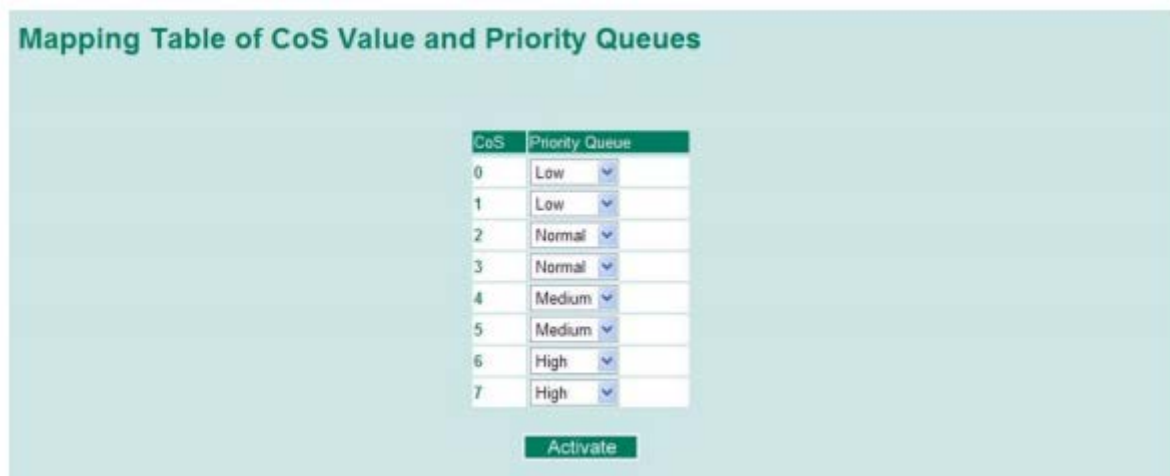 Mapping Table of CoS Value and Priority Queues
CoS Priority Queue
0 Low
1 Low
2 Normal
3 Normal
4 Medium
5 Medium
6 High
7 High
Activate